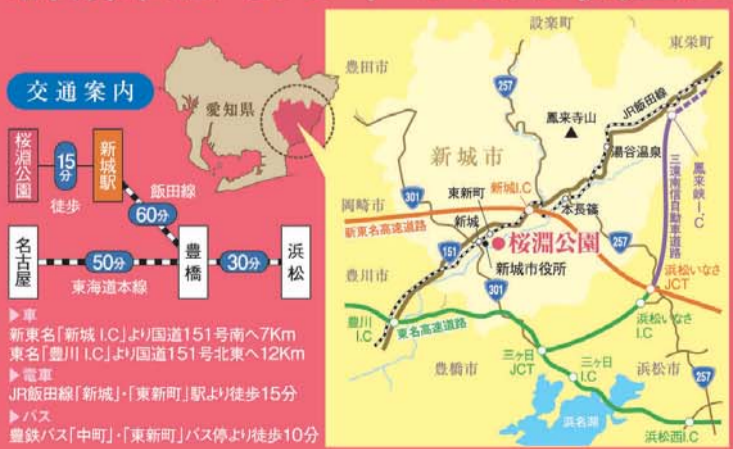 交通案内
愛知県
桜淵公園
15分
徒歩
新城駅
飯田線
60分
名古屋
50分
東海道本線
豊橋
30分
浜松
▶車
新東名「新城 I.C」より国道151号南へ7Km
東名「豊川 I.C」より国道151号北東へ12Km
▶電車
JR飯田線「新城」・「東新町」駅より徒歩15分
▶バス
豊鉄バス「中町」・「東新町」バス停より徒歩10分
設楽町
東栄町
豊田市
257
JR飯田線
鳳来寺山
湯谷温泉
新城市
三遠南信自動車道路
鳳来峡I.C
301
東新町
新城I.C
本長篠
岡崎市
新東名高速道路
新城
桜淵公園
257
151
新城市役所
豊川市
301
浜松いなさ
JCT
豊川
I.C
東名高速道路
浜松いなさ
I.C
三ヶ日
JCT
三ヶ日
I.C
豊橋市
浜松市
257
浜名湖
浜松西I.C